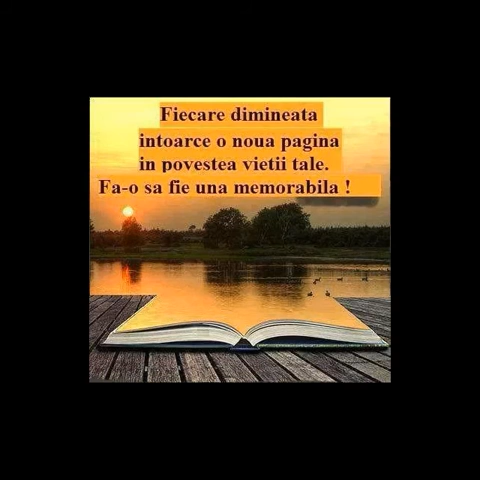 Fiecare dimineata
intoarce o noua pagina
in povestea vietii tale.
Fa-o sa fie una memorabila !